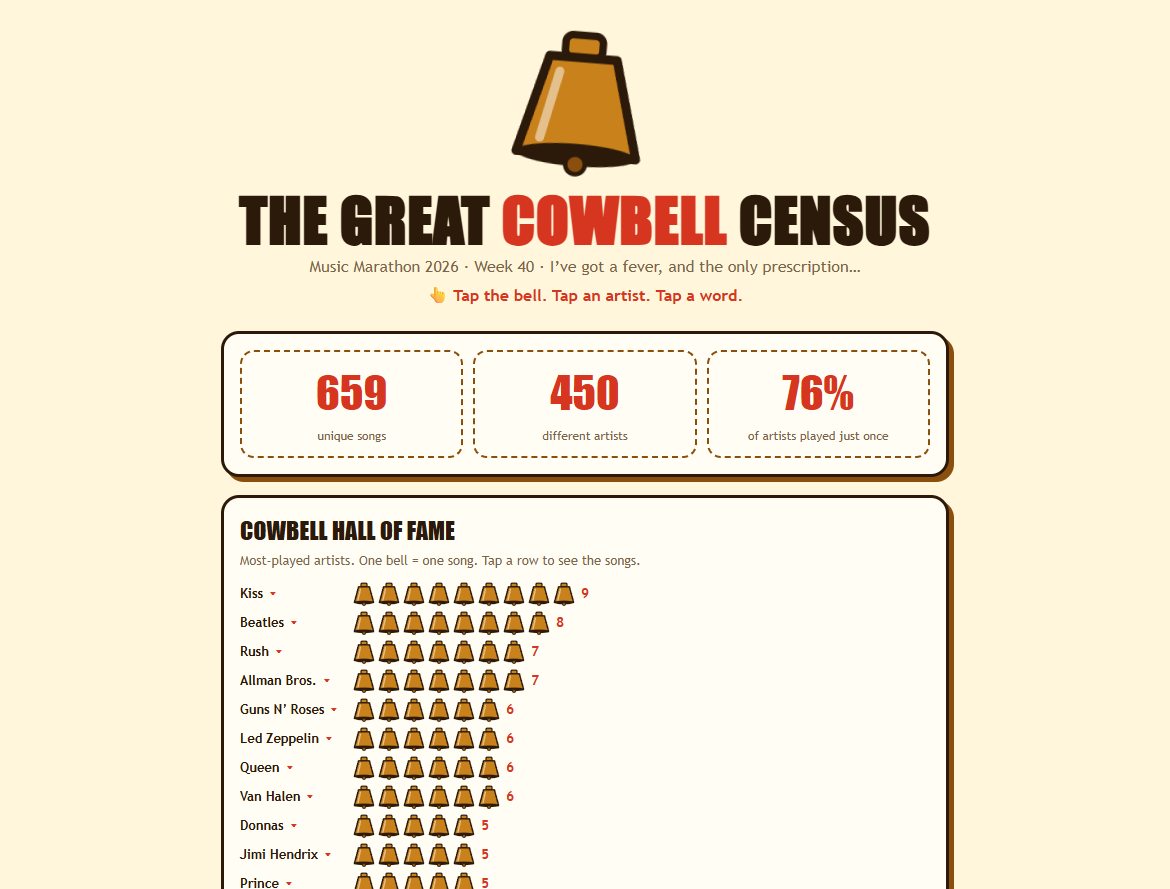 THE GREAT COWBELL CENSUS
Music Marathon 2026 · Week 40 · I’ve got a fever, and the only prescription…
👆 Tap the bell. Tap an artist. Tap a word.
659 450 76%
unique songs different artists of artists played just once
COWBELL HALL OF FAME
Most-played artists. One bell = one song. Tap a row to see the songs.
Kiss 9
Beatles 8
Rush 7
Allman Bros. 7
Guns N’ Roses 6
Led Zeppelin 6
Queen 6
Van Halen 6
Donnas 5
Jimi Hendrix 5
Prince 5